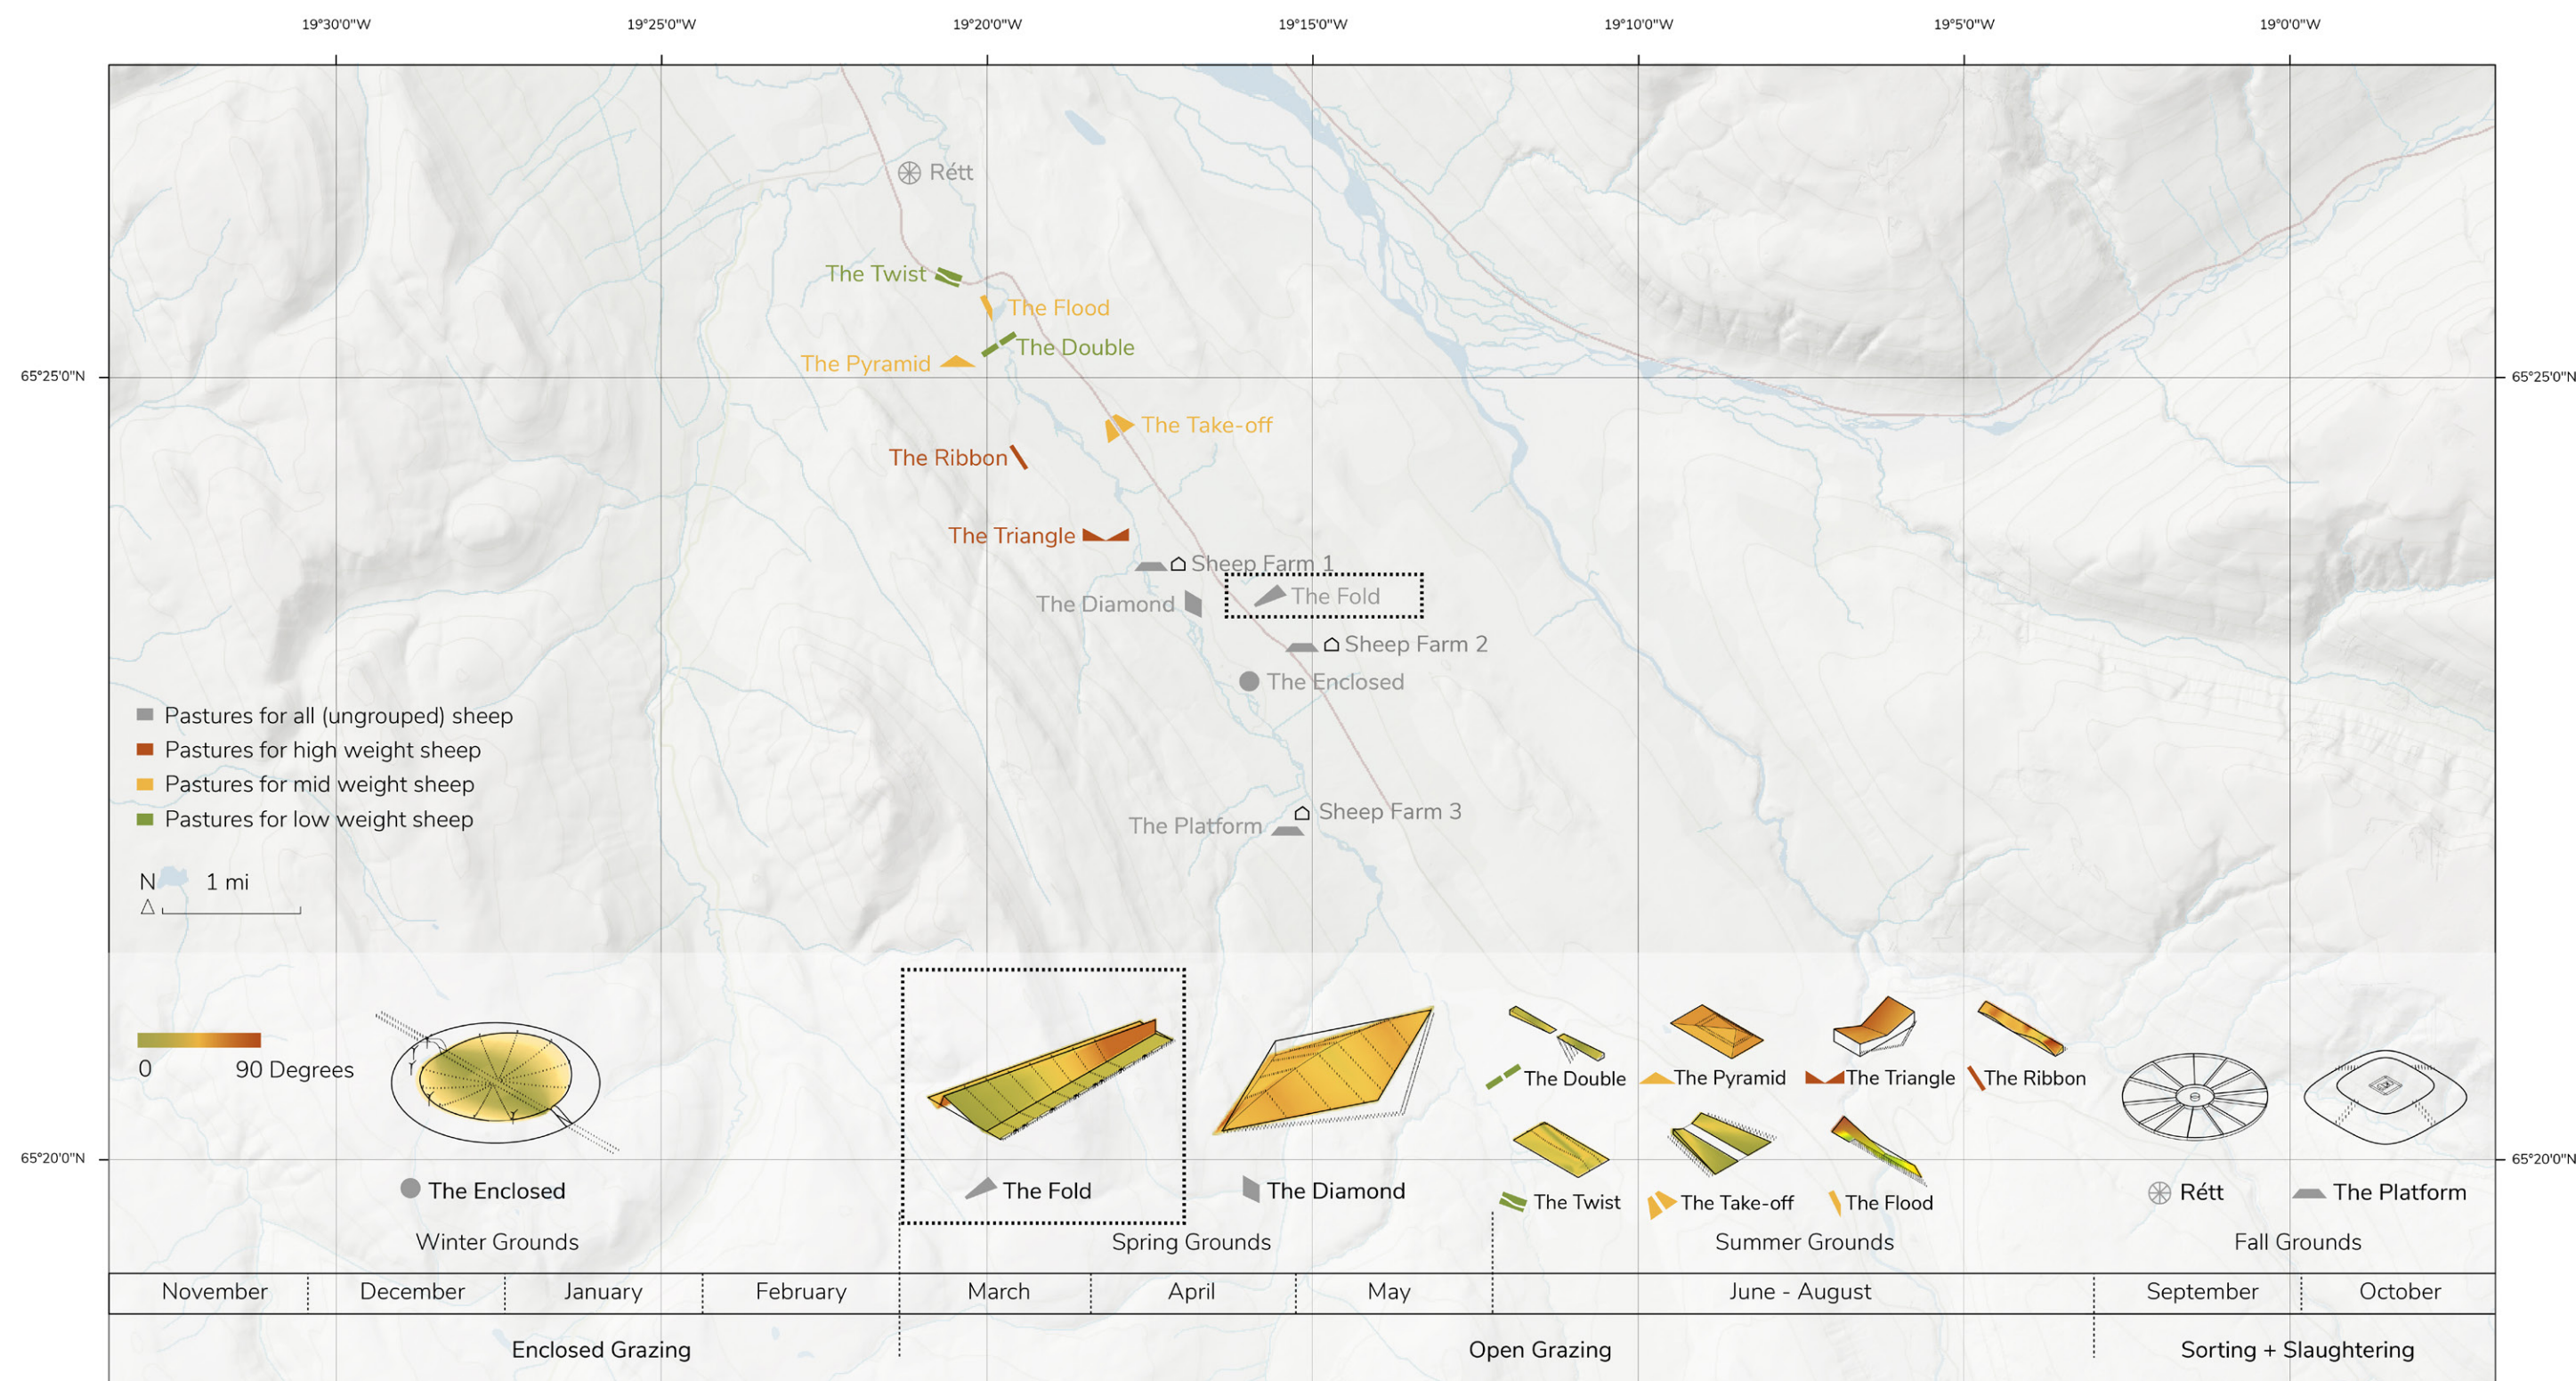 19°30'0"W 19°25'0"W 19°20'0"W 19°15'0"W 19°10'0"W 19°5'0"W 19°0'0"W
Rétt
The Twist
The Flood
The Double
The Pyramid
65°25'0"N 65°25'0"N
The Take-off
The Ribbon
The Triangle
Sheep Farm 1
The Fold
The Diamond
Sheep Farm 2
The Enclosed
Sheep Farm 3
The Platform
Pastures for all (ungrouped) sheep
Pastures for high weight sheep
Pastures for mid weight sheep
Pastures for low weight sheep
N 1 mi
0 90 Degrees
The Double The Pyramid The Triangle The Ribbon
65°20'0"N 65°20'0"N
The Enclosed The Fold The Diamond The Twist The Take-off The Flood Rétt The Platform
Winter Grounds Spring Grounds Summer Grounds Fall Grounds
November December January February March April May June - August September October
Enclosed Grazing Open Grazing Sorting + Slaughtering